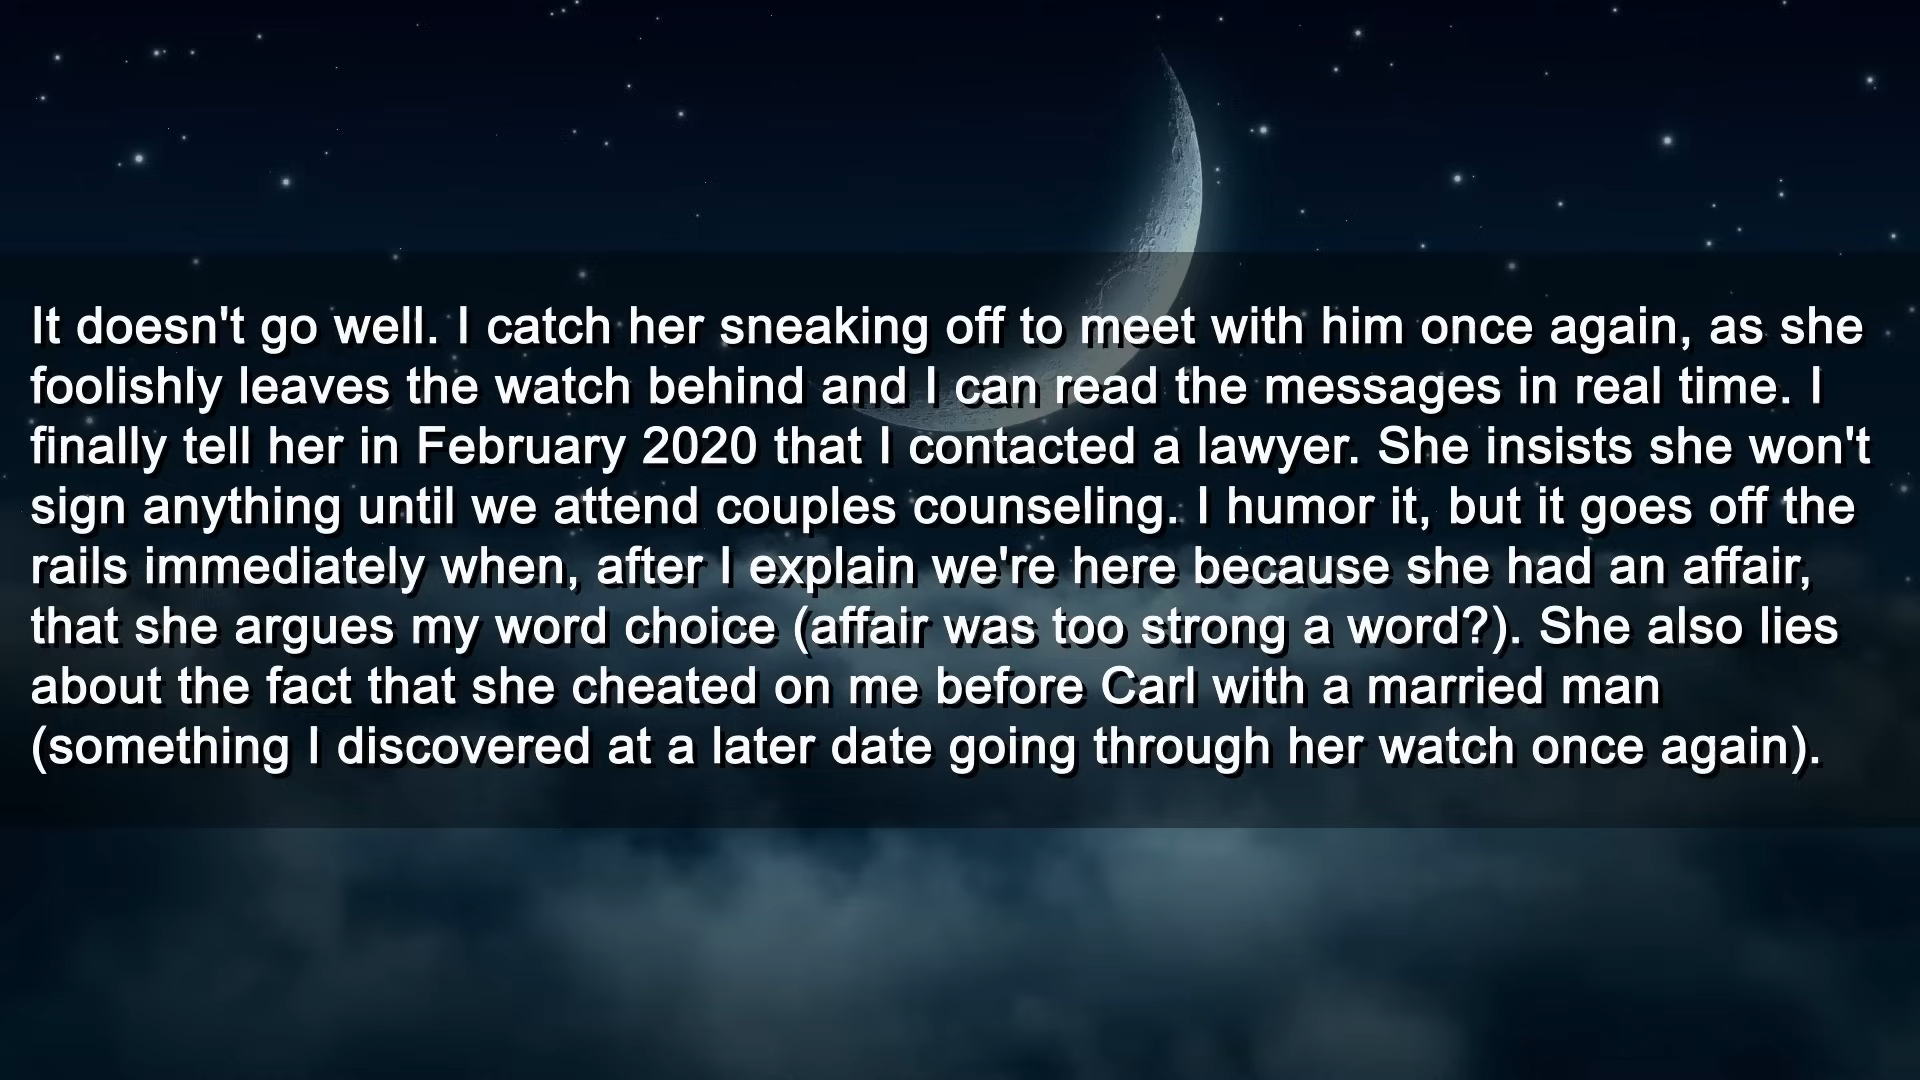 It doesn't go well. I catch her sneaking off to meet with him once again, as she
foolishly leaves the watch behind and I can read the messages in real time. I
finally tell her in February 2020 that I contacted a lawyer. She insists she won't
sign anything until we attend couples counseling. I humor it, but it goes off the
rails immediately when, after I explain we're here because she had an affair,
that she argues my word choice (affair was too strong a word?). She also lies
about the fact that she cheated on me before Carl with a married man
(something I discovered at a later date going through her watch once again).